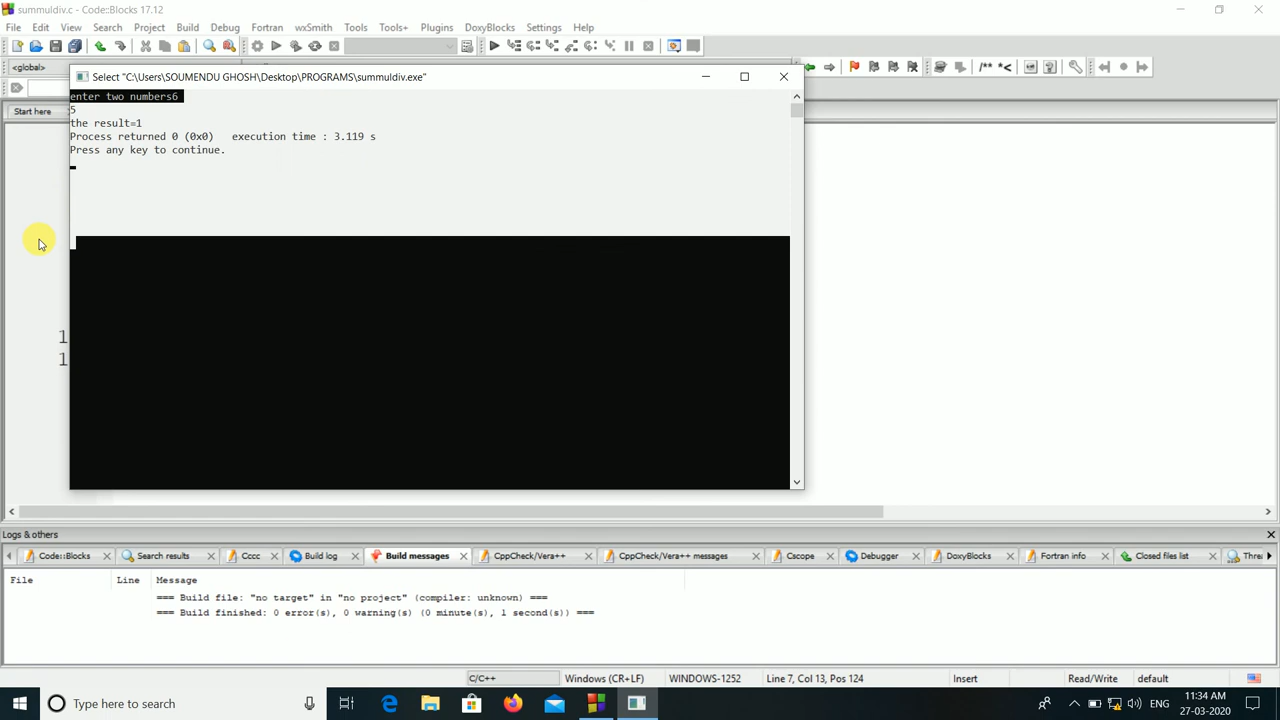 summuldiv.c - Code::Blocks 17.12
File Edit View Search Project Build Debug Fortran wxSmith Tools Tools+ Plugins DoxyBlocks Settings Help
<global>
/** *<
Select "C:\Users\SOUMENDU GHOSH\Desktop\PROGRAMS\summuldiv.exe"
Start here
enter two numbers6
5
the result=1
Process returned 0 (0x0)   execution time : 3.119 s
Press any key to continue.
1
1
Logs & others
Code::Blocks Search results Cccc Build log Build messages CppCheck/Vera++ CppCheck/Vera++ messages Cscope Debugger DoxyBlocks Fortran info Closed files list Thre
File Line Message
=== Build file: "no target" in "no project" (compiler: unknown) ===
=== Build finished: 0 error(s), 0 warning(s) (0 minute(s), 1 second(s)) ===
C/C++ Windows (CR+LF) WINDOWS-1252 Line 7, Col 13, Pos 124 Insert Read/Write default
Type here to search
ENG
11:34 AM
27-03-2020